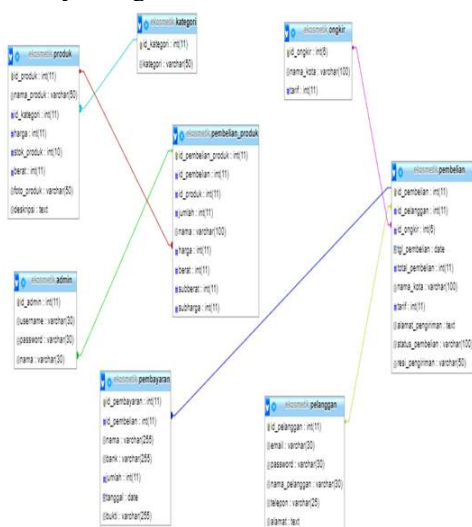 ekosmetik kategori
id_kategori : int(11)
kategori : varchar(50)
ekosmetik ongkir
id_ongkir : int(5)
nama_kota : varchar(100)
tarif : int(11)
ekosmetik produk
id_produk : int(11)
nama_produk : varchar(50)
id_kategori : int(11)
harga : int(11)
stok_produk : int(10)
berat : int(11)
foto_produk : varchar(50)
deskripsi : text
ekosmetik pembelian_produk
id_pembelian_produk : int(11)
id_pembelian : int(11)
id_produk : int(11)
jumlah : int(11)
nama : varchar(100)
harga : int(11)
berat : int(11)
subberat : int(11)
subharga : int(11)
ekosmetik pembelian
id_pembelian : int(11)
id_pelanggan : int(11)
id_ongkir : int(5)
tgl_pembelian : date
total_pembelian : int(11)
nama_kota : varchar(100)
tarif : int(11)
alamat_pengiriman : text
status_pembelian : varchar(100)
resi_pengiriman : varchar(50)
ekosmetik admin
id_admin : int(11)
username : varchar(30)
password : varchar(30)
nama : varchar(30)
ekosmetik pembayaran
id_pembayaran : int(11)
id_pembelian : int(11)
nama : varchar(255)
bank : varchar(255)
jumlah : int(11)
tanggal : date
bukti : varchar(255)
ekosmetik pelanggan
id_pelanggan : int(11)
email : varchar(30)
password : varchar(30)
nama_pelanggan : varchar(30)
telepon : varchar(25)
alamat : text